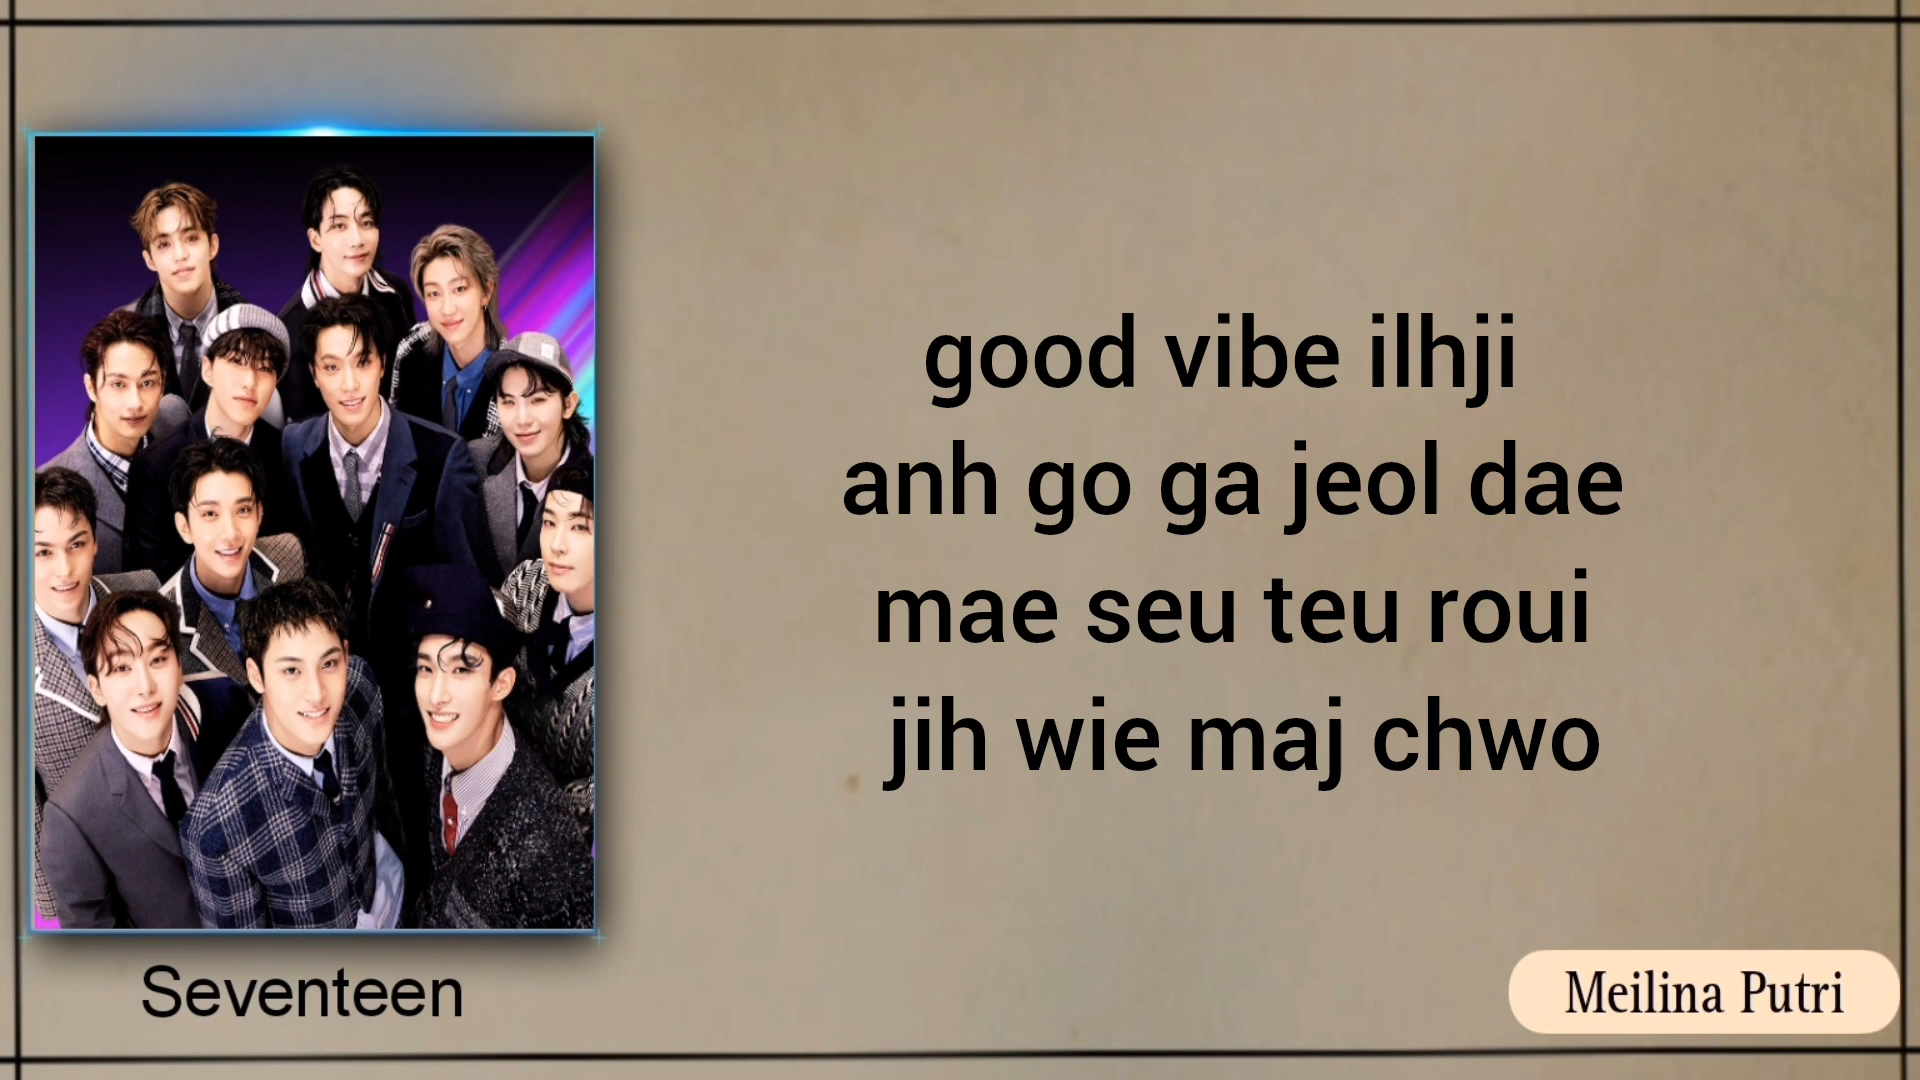 good vibe ilhji
anh go ga jeol dae
mae seu teu roui
jih wie maj chwo
Seventeen
Meilina Putri